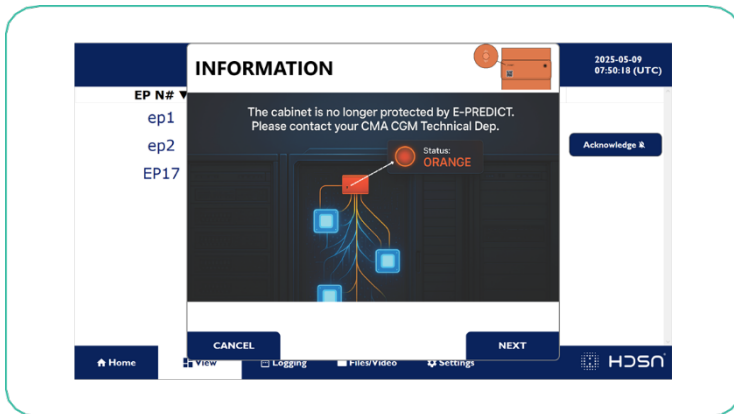 INFORMATION
2025-05-09
07:50:18 (UTC)
EP N# ▼
ep1
ep2
EP17
The cabinet is no longer protected by E-PREDICT.
Please contact your CMA CGM Technical Dep.
Status:
ORANGE
Acknowledge
CANCEL
NEXT
Home
View
Logging
Files/Video
Settings